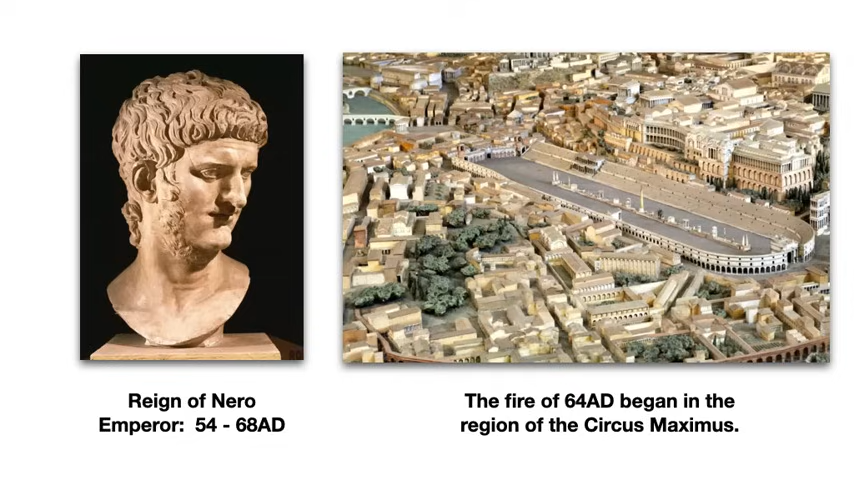 Reign of Nero
Emperor:  54 - 68AD
The fire of 64AD began in the
region of the Circus Maximus.